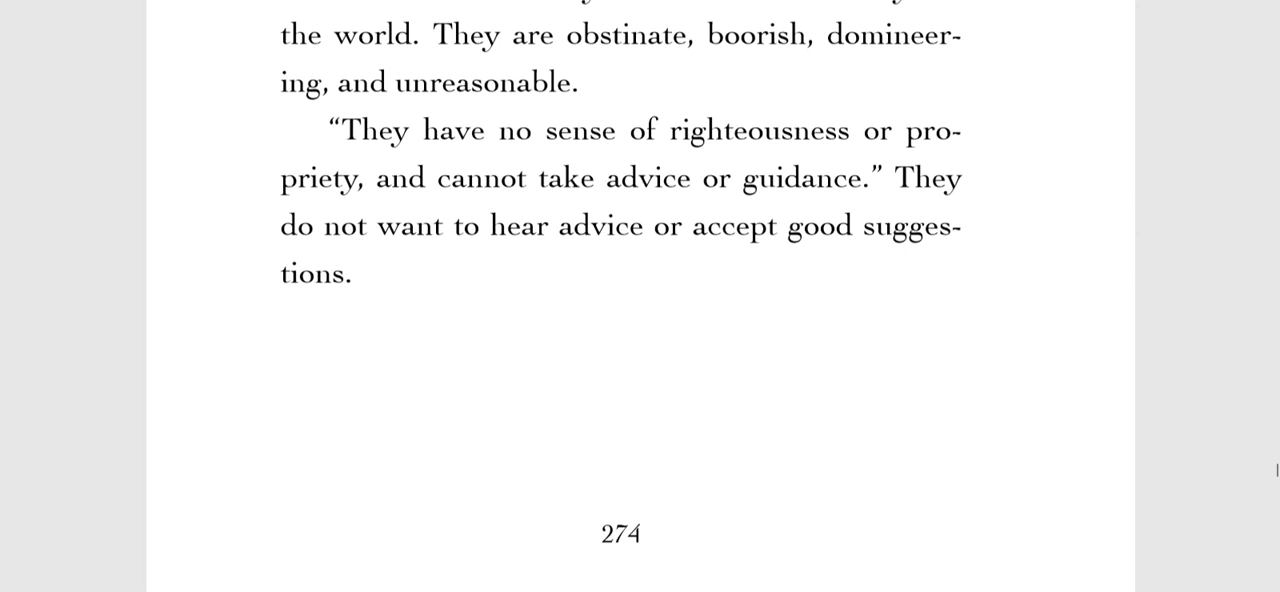 the world. They are obstinate, boorish, domineer-
ing, and unreasonable.
“They have no sense of righteousness or pro-
priety, and cannot take advice or guidance.” They
do not want to hear advice or accept good sugges-
tions.
274